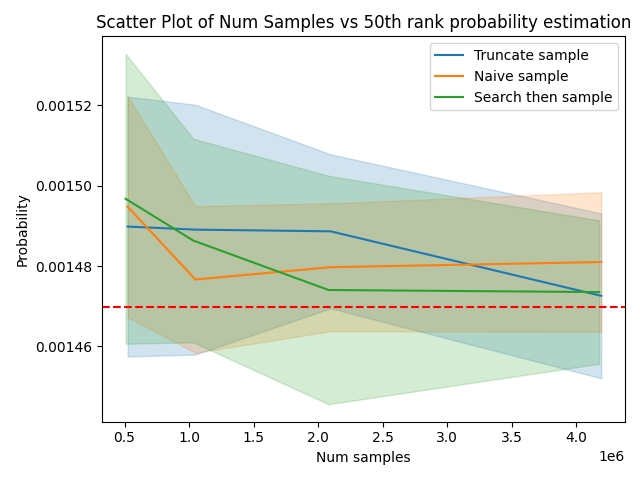 Scatter Plot of Num Samples vs 50th rank probability estimation
Truncate sample
Naive sample
Search then sample
Probability
0.00152
0.00150
0.00148
0.00146
0.5 1.0 1.5 2.0 2.5 3.0 3.5 4.0
Num samples
1e6